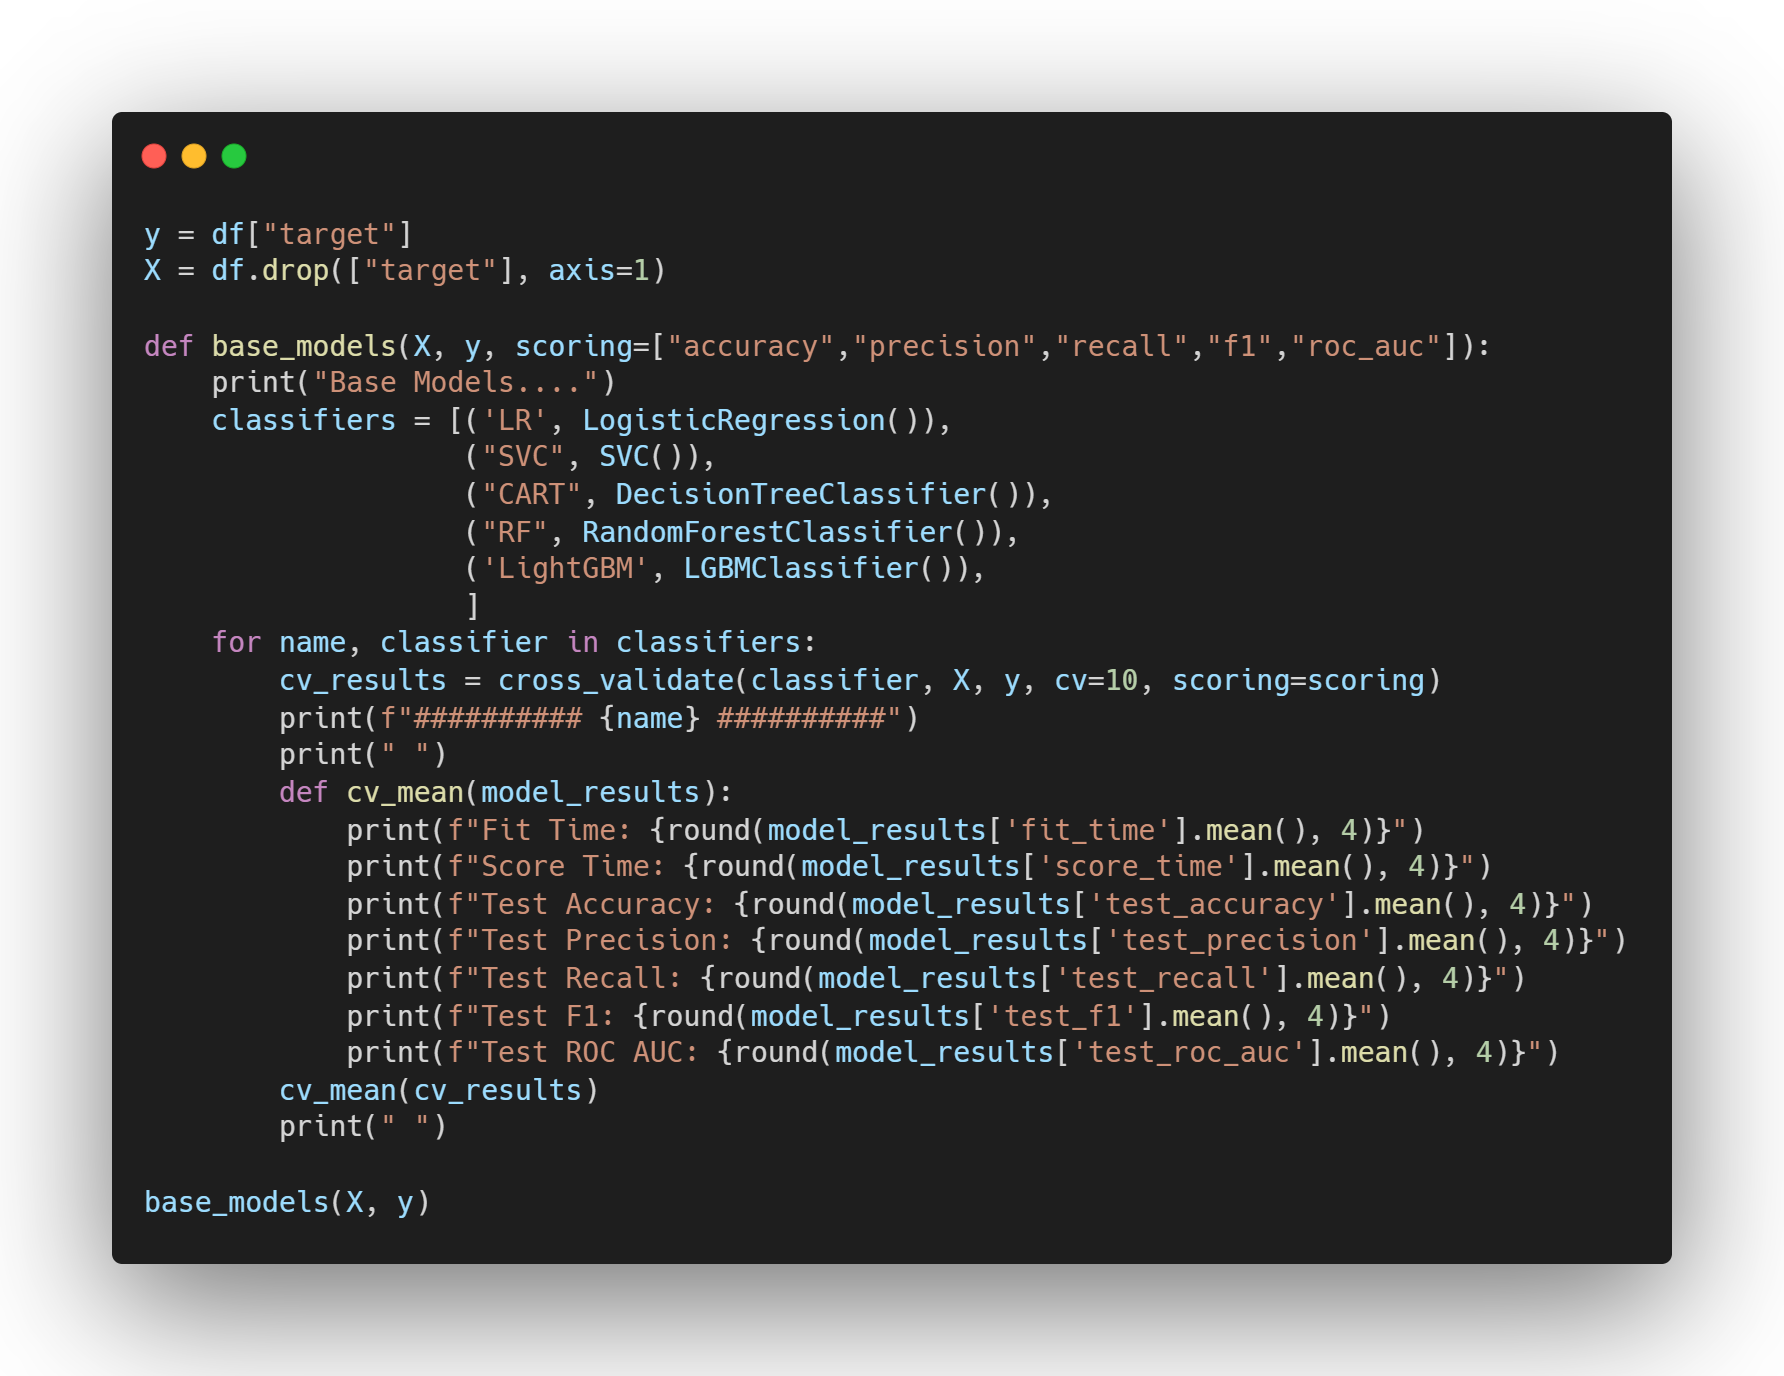 y = df["target"]
X = df.drop(["target"], axis=1)

def base_models(X, y, scoring=["accuracy","precision","recall","f1","roc_auc"]):
    print("Base Models....")
    classifiers = [('LR', LogisticRegression()),
                   ("SVC", SVC()),
                   ("CART", DecisionTreeClassifier()),
                   ("RF", RandomForestClassifier()),
                   ('LightGBM', LGBMClassifier()),
                   ]
    for name, classifier in classifiers:
        cv_results = cross_validate(classifier, X, y, cv=10, scoring=scoring)
        print(f"########## {name} ##########")
        print(" ")
        def cv_mean(model_results):
            print(f"Fit Time: {round(model_results['fit_time'].mean(), 4)}")
            print(f"Score Time: {round(model_results['score_time'].mean(), 4)}")
            print(f"Test Accuracy: {round(model_results['test_accuracy'].mean(), 4)}")
            print(f"Test Precision: {round(model_results['test_precision'].mean(), 4)}")
            print(f"Test Recall: {round(model_results['test_recall'].mean(), 4)}")
            print(f"Test F1: {round(model_results['test_f1'].mean(), 4)}")
            print(f"Test ROC AUC: {round(model_results['test_roc_auc'].mean(), 4)}")
        cv_mean(cv_results)
        print(" ")

base_models(X, y)